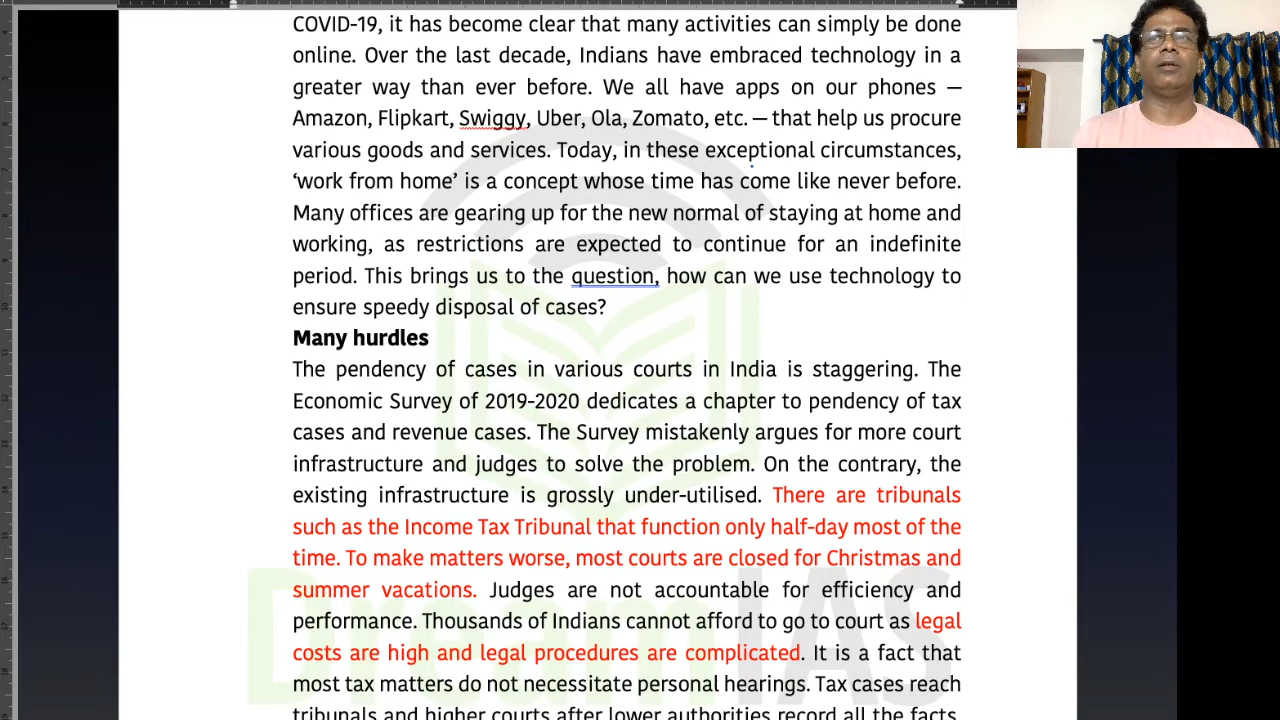 COVID-19, it has become clear that many activities can simply be done
online. Over the last decade, Indians have embraced technology in a
greater way than ever before. We all have apps on our phones —
Amazon, Flipkart, Swiggy, Uber, Ola, Zomato, etc. — that help us procure
various goods and services. Today, in these exceptional circumstances,
‘work from home’ is a concept whose time has come like never before.
Many offices are gearing up for the new normal of staying at home and
working, as restrictions are expected to continue for an indefinite
period. This brings us to the question, how can we use technology to
ensure speedy disposal of cases?
Many hurdles
The pendency of cases in various courts in India is staggering. The
Economic Survey of 2019-2020 dedicates a chapter to pendency of tax
cases and revenue cases. The Survey mistakenly argues for more court
infrastructure and judges to solve the problem. On the contrary, the
existing infrastructure is grossly under-utilised. There are tribunals
such as the Income Tax Tribunal that function only half-day most of the
time. To make matters worse, most courts are closed for Christmas and
summer vacations. Judges are not accountable for efficiency and
performance. Thousands of Indians cannot afford to go to court as legal
costs are high and legal procedures are complicated. It is a fact that
most tax matters do not necessitate personal hearings. Tax cases reach
tribunals and higher courts after lower authorities record all the facts.
DreamIAS